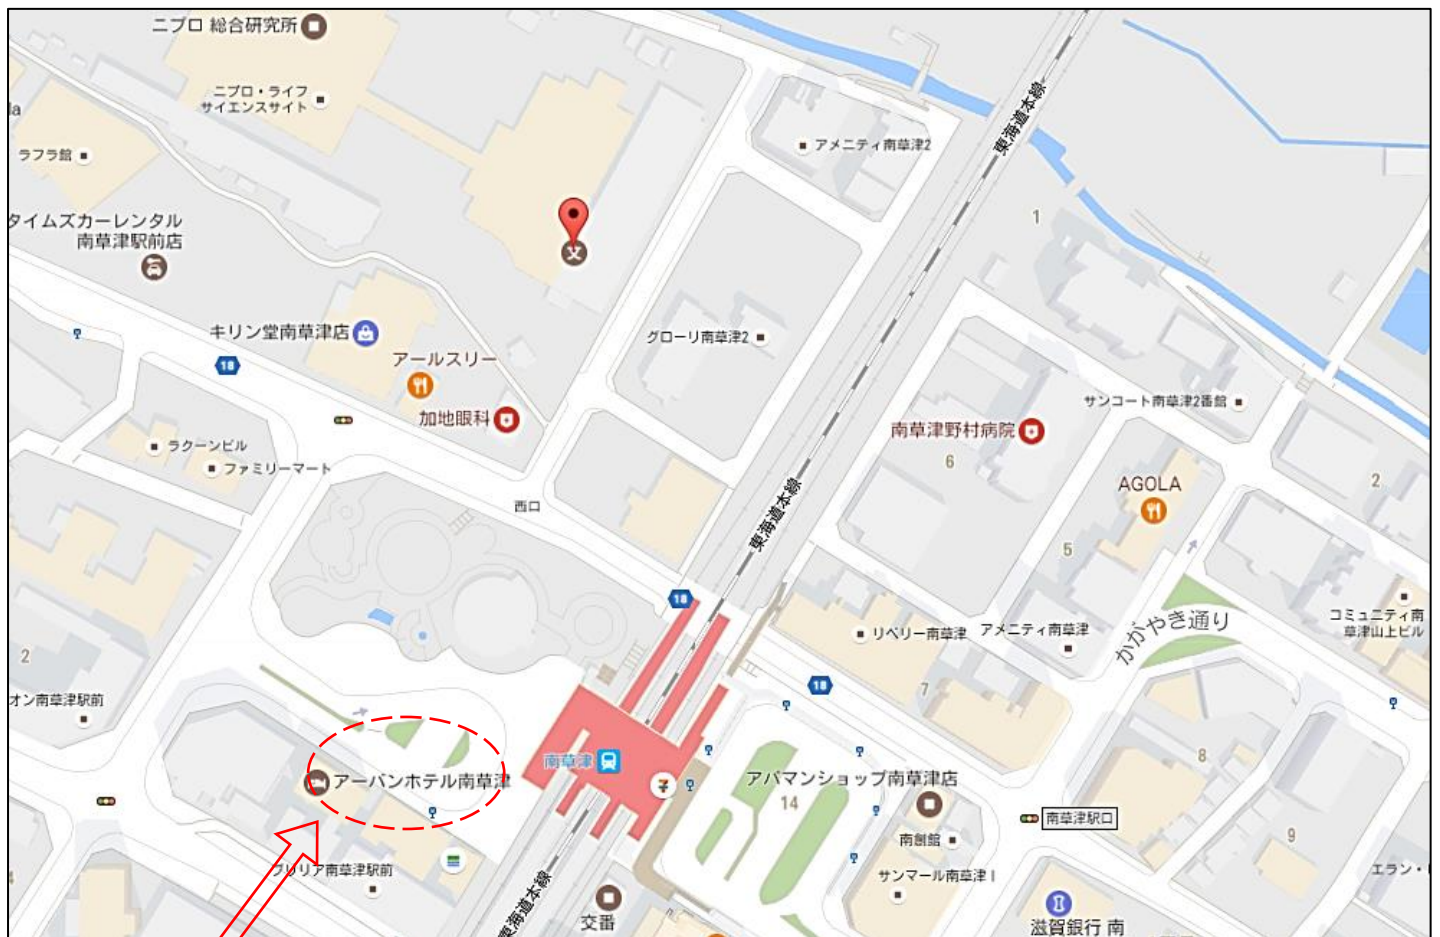 ニプロ 総合研究所
ニプロ・ライフ
サイエンスサイト
la
ラフラ館
アメニティ南草津2
東海道本線
タイムズカーレンタル
南草津駅前店
1
キリン堂南草津店
グローリ南草津2
アールスリー
18
加地眼科
サンコート南草津2番館
南草津野村病院
6
ラクーンビル
ファミリーマート
AGOLA
2
西口
東海道本線
5
18
コミュニティ南
草津山上ビル
かがやき通り
リベリー南草津
アメニティ南草津
2
オン南草津駅前
18
7
8
南草津
アーバンホテル南草津
アパマンショップ南草津店
14
南草津駅口
南創館
9
ブリリア南草津駅前
サンマール南草津 I
エラン・
東海道本線
交番
滋賀銀行 南